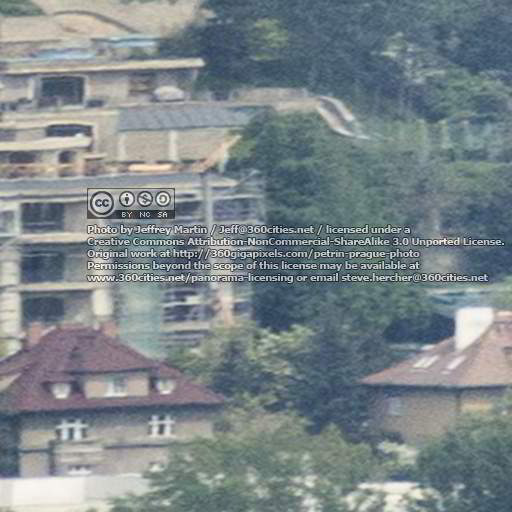 cc
BY NC SA
Photo by Jeffrey Martin / Jeff@360cities.net / licensed under a
Creative Commons Attribution-NonCommercial-ShareAlike 3.0 Unported License.
Original work at http://360gigapixels.com/petrin-prague-photo
Permissions beyond the scope of this license may be available at
www.360cities.net/panorama-licensing or email steve.hercher@360cities.net